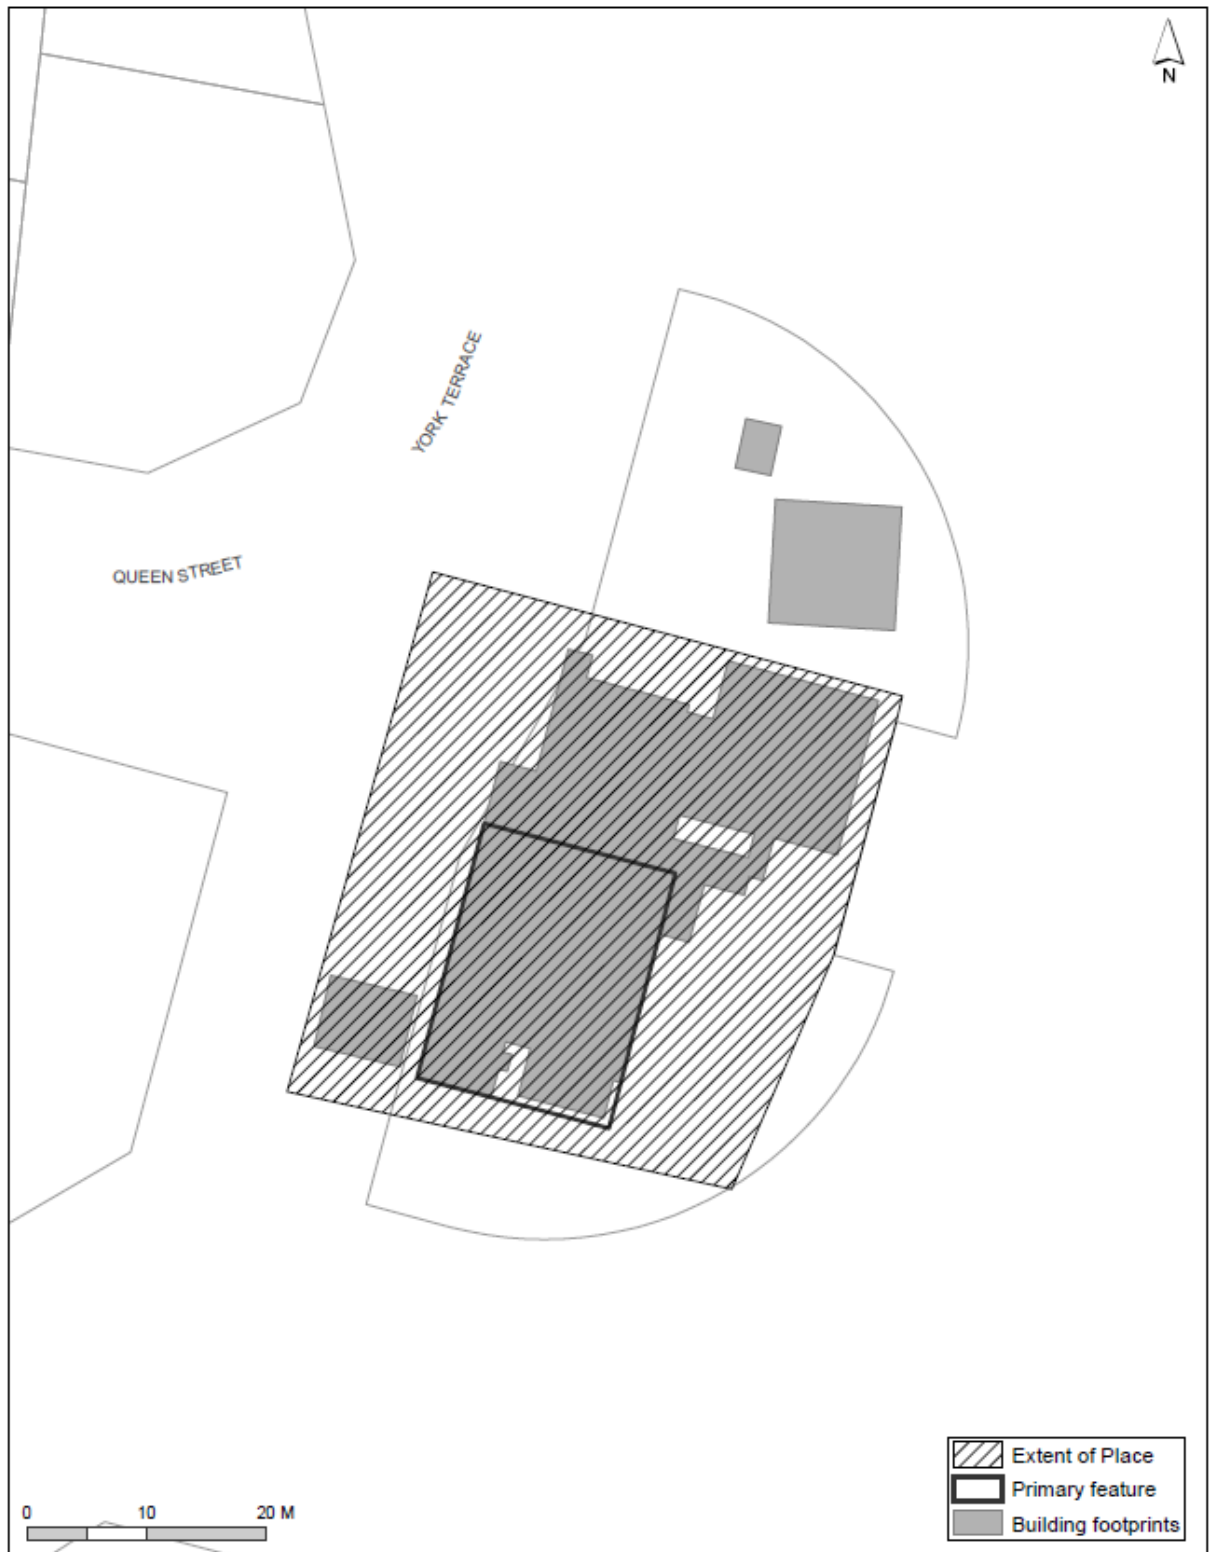 N
YORK TERRACE
QUEEN STREET
Extent of Place
Primary feature
Building footprints
0 10 20 M